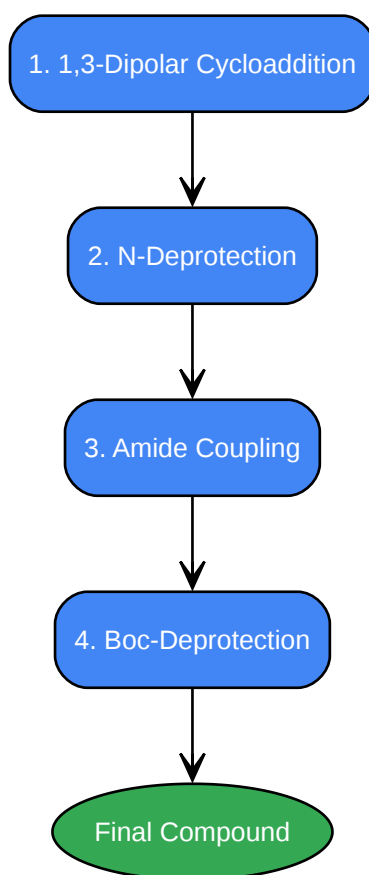 1. 1,3-Dipolar Cycloaddition
2. N-Deprotection
3. Amide Coupling
4. Boc-Deprotection
Final Compound